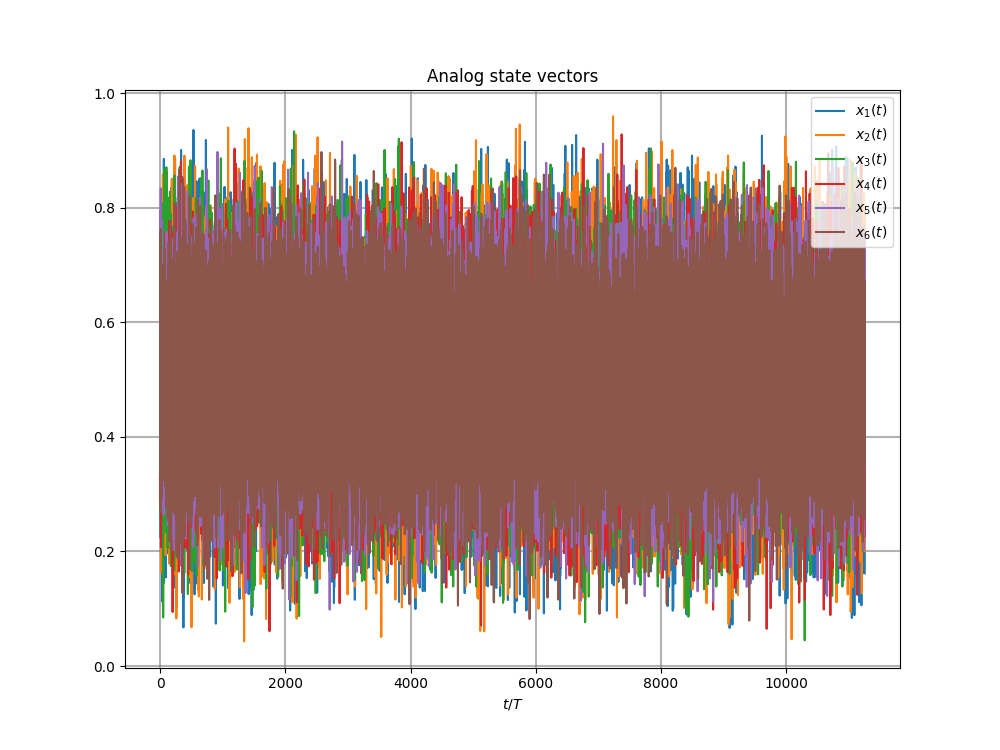 Analog state vectors
1.0
0.8
0.6
0.4
0.2
0.0
x₁(t)
x₂(t)
x₃(t)
x₄(t)
x₅(t)
x₆(t)
0 2000 4000 6000 8000 10000
t/T